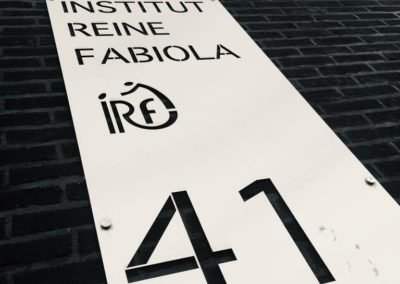 INSTITUT
REINE
FABIOLA
iRf
41